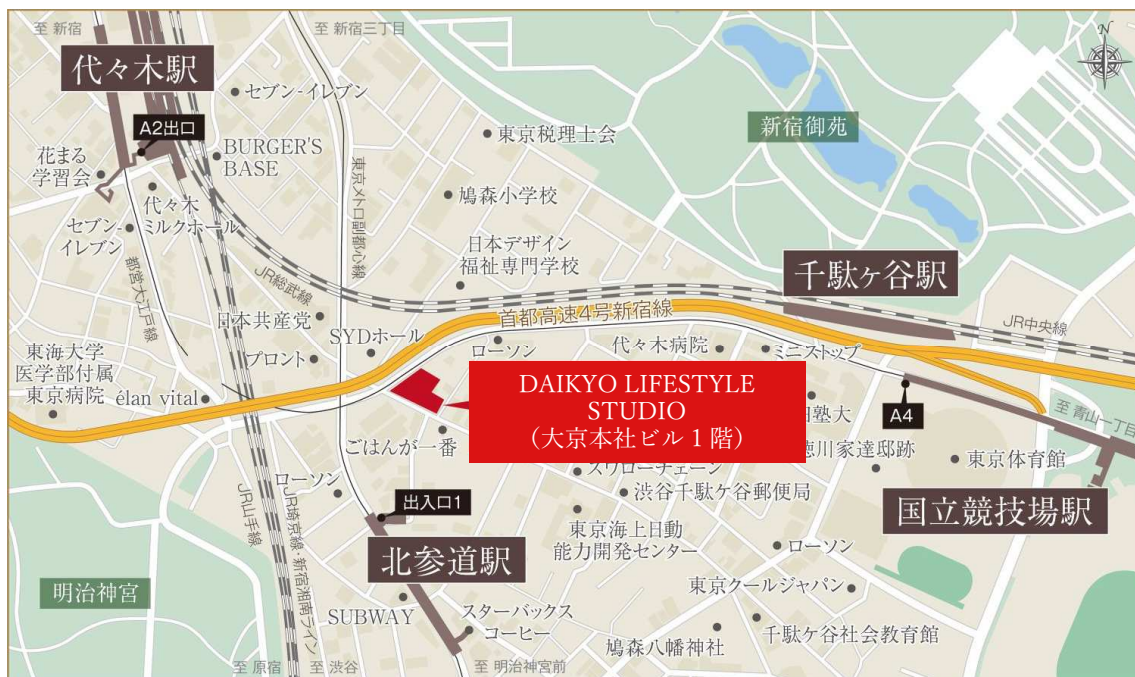 至 新宿
至 新宿三丁目
N
代々木駅
セブン-イレブン
A2出口
BURGER'S
BASE
花まる
学習会
代々木
ミルクホール
セブン-
イレブン
東京メトロ副都心線
東京税理士会
新宿御苑
鳩森小学校
日本デザイン
福祉専門学校
千駄ヶ谷駅
都営大江戸線
JR総武線
首都高速4号新宿線
JR中央線
日本共産党
SYDホール
プロント
ローソン
代々木病院
ミニストップ
東海大学
医学部付属
東京病院
élan vital
DAIKYO LIFESTYLE
STUDIO
(大京本社ビル 1 階)
A4
至 青山一丁目
田塾大
徳川家達邸跡
東京体育館
ごはんが一番
スワローチェーン
渋谷千駄ケ谷郵便局
国立競技場駅
ローソン
出入口1
東京海上日動
能力開発センター
ローソン
北参道駅
JR山手線
JR埼京線・新宿湘南ライン
明治神宮
東京クールジャパン
SUBWAY
スターバックス
コーヒー
鳩森八幡神社
千駄ケ谷社会教育館
至 原宿
至 渋谷
至 明治神宮前